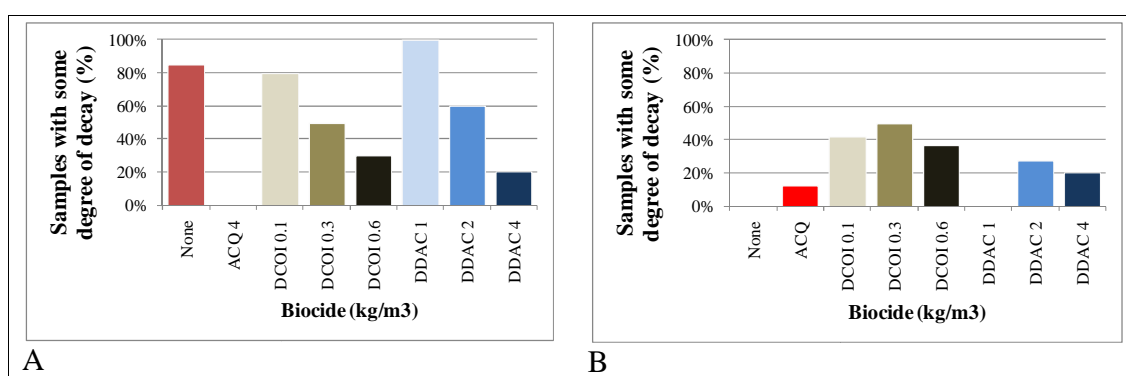 Samples with some
degree of decay (%)
100%
80%
60%
40%
20%
0%
None
ACQ 4
DCOI 0.1
DCOI 0.3
DCOI 0.6
DDAC 1
DDAC 2
DDAC 4
Biocide (kg/m3)
A
Samples with some
degree of decay (%)
100%
80%
60%
40%
20%
0%
None
ACQ
DCOI 0.1
DCOI 0.3
DCOI 0.6
DDAC 1
DDAC 2
DDAC 4
Biocide (kg/m3)
B